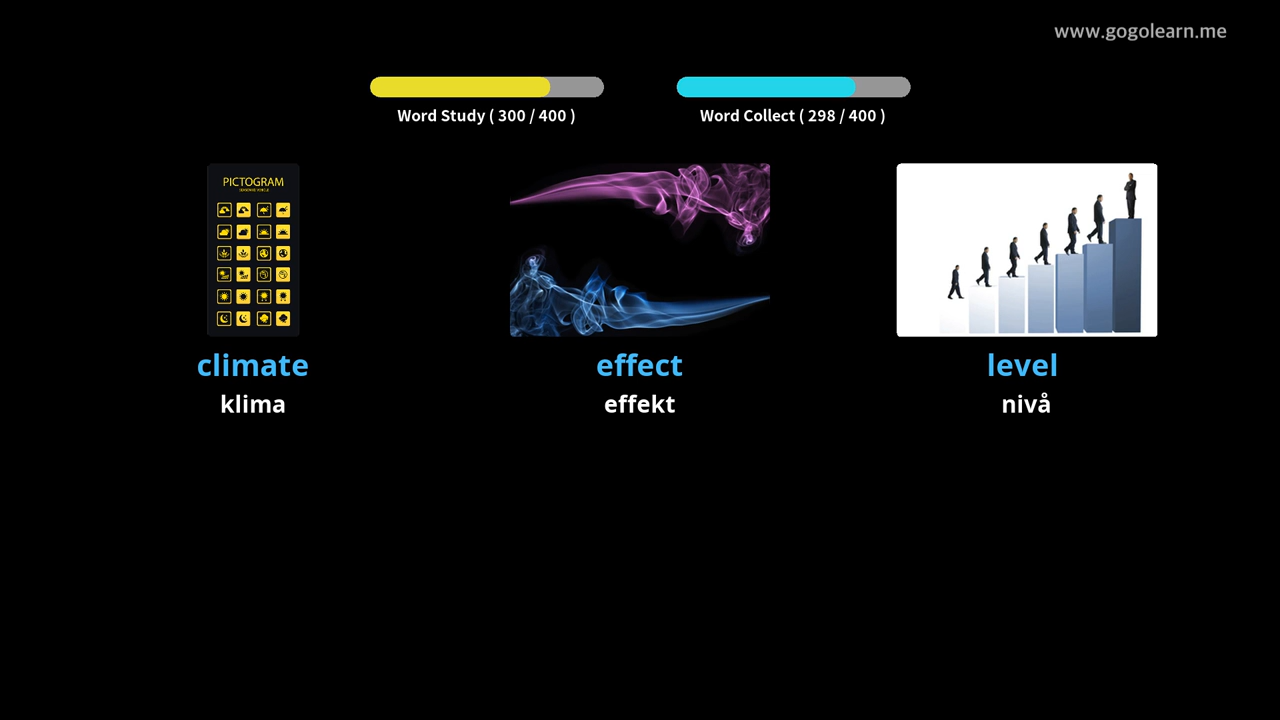 www.gogolearn.me
Word Study ( 300 / 400 )
Word Collect ( 298 / 400 )
PICTOGRAM
climate
effect
level
klima
effekt
nivå